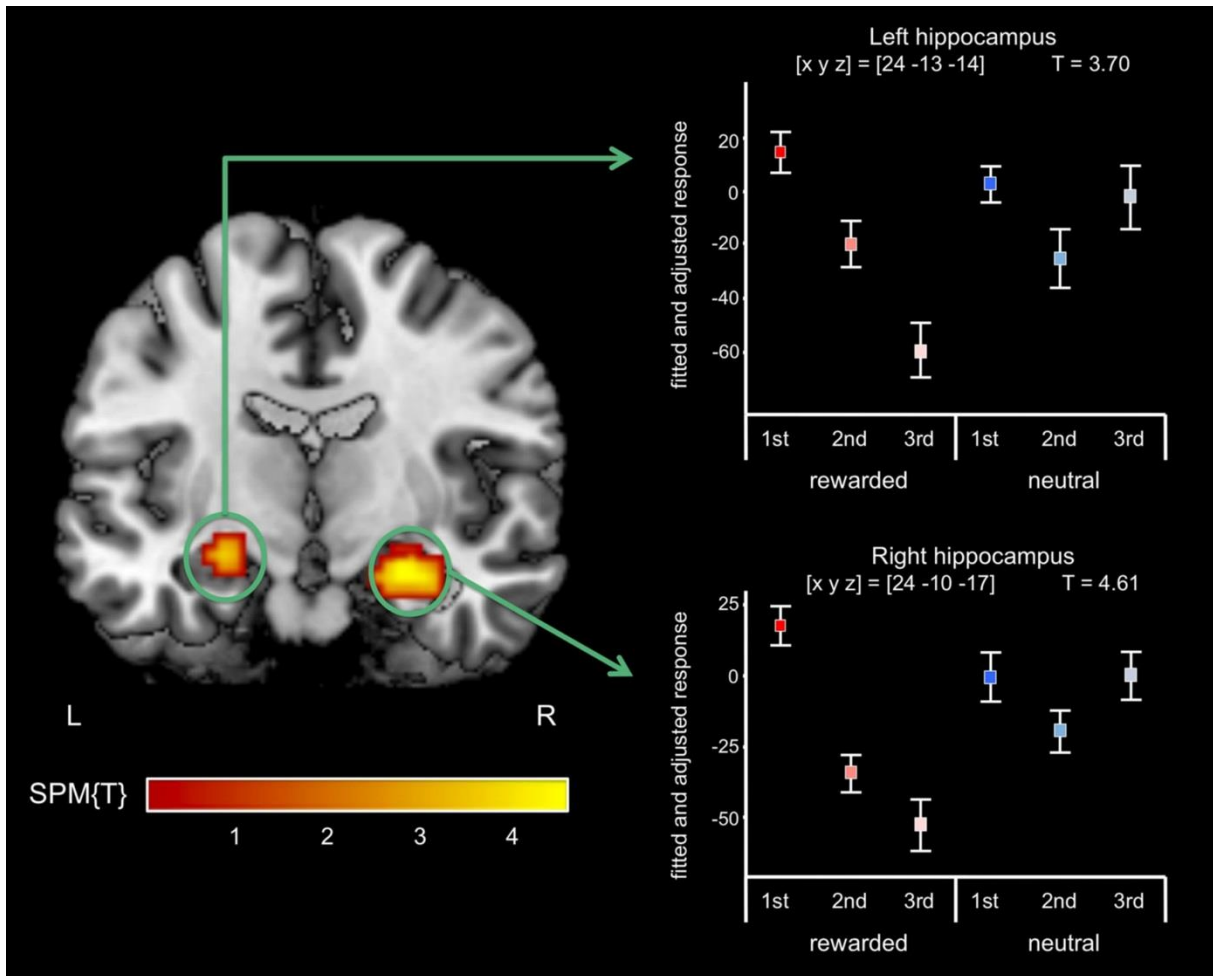 Left hippocampus
[x y z] = [24 -13 -14] T = 3.70
fitted and adjusted response
20
0
-20
-40
-60
1st 2nd 3rd 1st 2nd 3rd
rewarded neutral
Right hippocampus
[x y z] = [24 -10 -17] T = 4.61
fitted and adjusted response
25
0
-25
-50
1st 2nd 3rd 1st 2nd 3rd
rewarded neutral
L R
SPM{T}
1 2 3 4